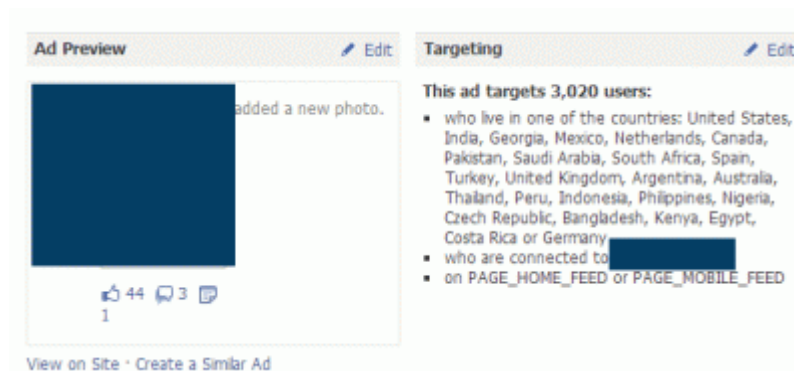 Ad Preview
Edit
added a new photo.
44 3
1
View on Site · Create a Similar Ad
Targeting
Edit
This ad targets 3,020 users:
who live in one of the countries: United States,
India, Georgia, Mexico, Netherlands, Canada,
Pakistan, Saudi Arabia, South Africa, Spain,
Turkey, United Kingdom, Argentina, Australia,
Thailand, Peru, Indonesia, Philippines, Nigeria,
Czech Republic, Bangladesh, Kenya, Egypt,
Costa Rica or Germany
who are connected to
on PAGE_HOME_FEED or PAGE_MOBILE_FEED